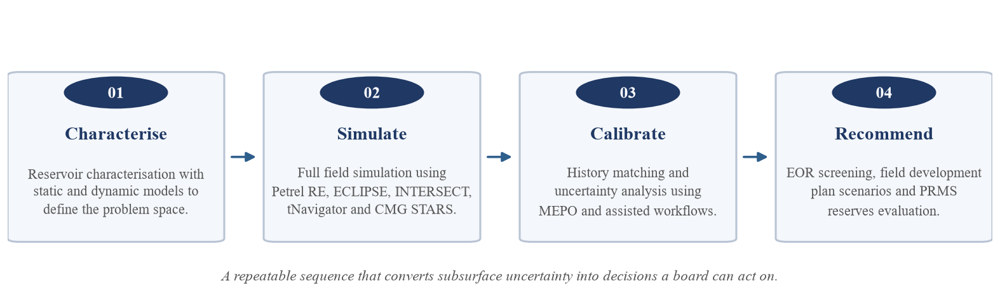 01
Characterise
Reservoir characterisation with
static and dynamic models to
define the problem space.
02
Simulate
Full field simulation using
Petrel RE, ECLIPSE, INTERSECT,
tNavigator and CMG STARS.
03
Calibrate
History matching and
uncertainty analysis using
MEPO and assisted workflows.
04
Recommend
EOR screening, field development
plan scenarios and PRMS
reserves evaluation.
A repeatable sequence that converts subsurface uncertainty into decisions a board can act on.